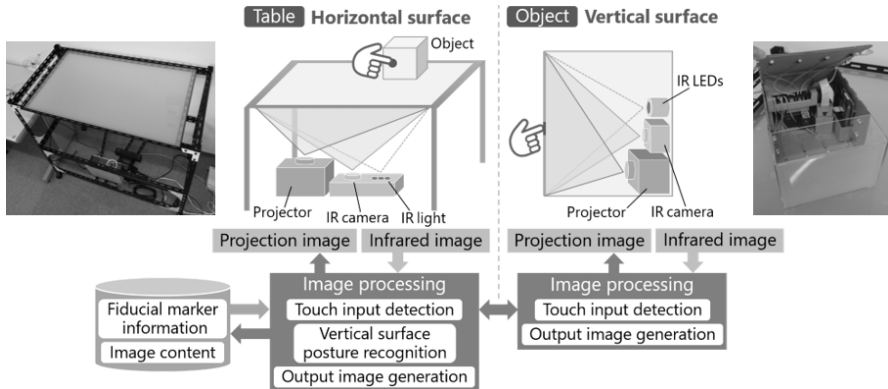 Table Horizontal surface
Object
Projector
IR camera
IR light
Object Vertical surface
IR LEDs
Projector
IR camera
Projection image
Infrared image
Projection image
Infrared image
Image processing
Touch input detection
Vertical surface
posture recognition
Output image generation
Fiducial marker
information
Image content
Image processing
Touch input detection
Output image generation